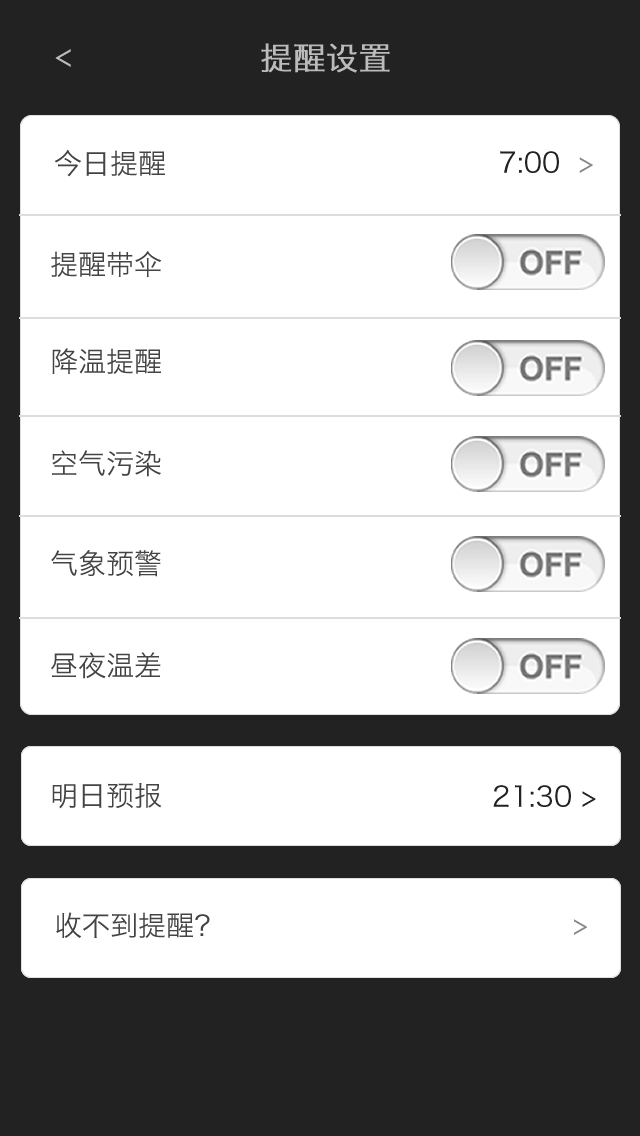 < 提醒设置
今日提醒 7:00 >
提醒带伞 OFF
降温提醒 OFF
空气污染 OFF
气象预警 OFF
昼夜温差 OFF
明日预报 21:30 >
收不到提醒? >